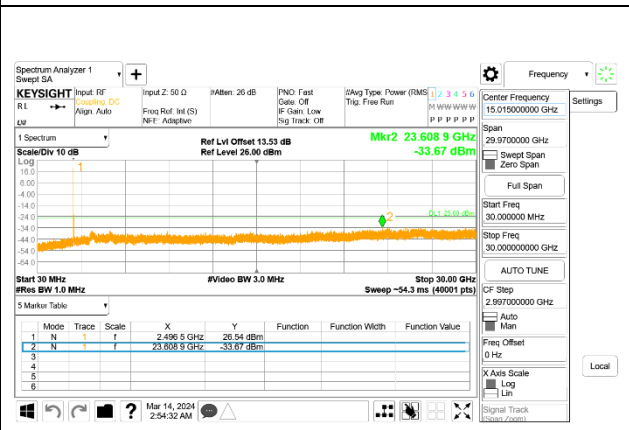 Spectrum Analyzer 1
Swept SA
+
Frequency
KEYSIGHT
Input: RF
Input Z: 50 Ω
#Atten: 26 dB
PNO: Fast
#Avg Type: Power (RMS
1 2 3 4 5 6
RL
Coupling: DC
Gate: Off
Trig: Free Run
M W W W W W
Align: Auto
Freq Ref: Int (S)
IF Gain: Low
NFE: Adaptive
Sig Track: Off
P P P P P P
Center Frequency
15.015000000 GHz
Settings
1 Spectrum
Ref Lvl Offset 13.53 dB
Mkr2 23.608 9 GHz
Scale/Div 10 dB
Ref Level 26.00 dBm
-33.67 dBm
Span
29.9700000 GHz
Swept Span
Zero Span
Full Span
Start Freq
30.000000 MHz
Stop Freq
30.00000000 GHz
AUTO TUNE
CF Step
2.997000000 GHz
Auto
Man
Freq Offset
0 Hz
X Axis Scale
Log
Lin
Signal Track
(Span Zoom)
Local
Log
1
16.0
6.00
-4.00
-14.0
-24.0
2
-34.0
-44.0
-54.0
-64.0
Start 30 MHz
#Video BW 3.0 MHz
Stop 30.00 GHz
#Res BW 1.0 MHz
Sweep ~54.3 ms (40001 pts)
5 Marker Table
Mode Trace Scale X Y Function Function Width Function Value
1 N 1 f 2.496 5 GHz 26.54 dBm
2 N 1 f 23.608 9 GHz -33.67 dBm
3
4
5
6
?
Mar 14, 2024
2:54:32 AM